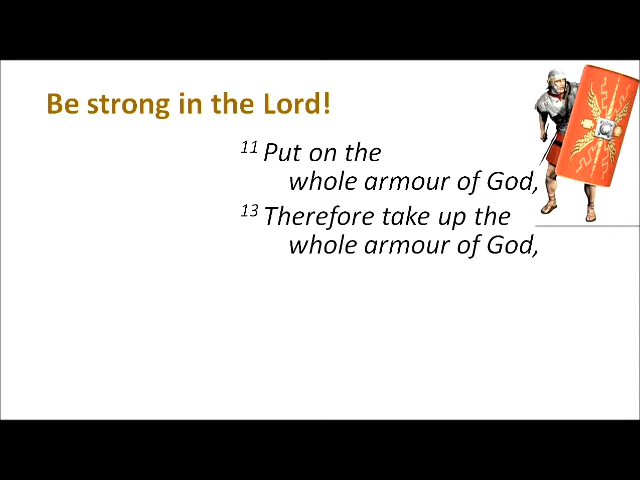 Be strong in the Lord!
11 Put on the
whole armour of God,
13 Therefore take up the
whole armour of God,